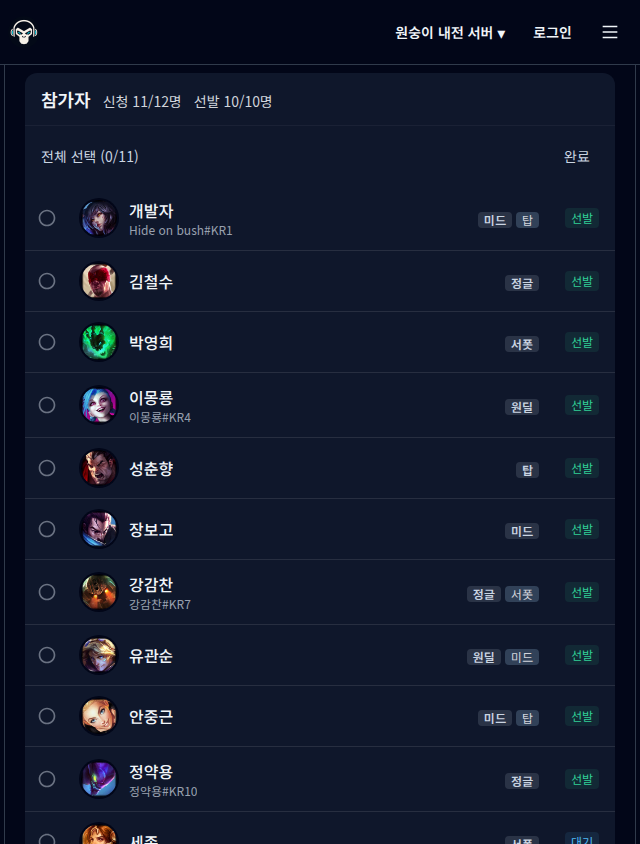 원숭이 내전 서버 ▾ 로그인
참가자 신청 11/12명 선발 10/10명
전체 선택 (0/11) 완료
개발자 미드 탑 선발
Hide on bush#KR1
김철수 정글 선발
박영희 서폿 선발
이몽룡 원딜 선발
이몽룡#KR4
성춘향 탑 선발
장보고 미드 선발
강감찬 정글 서폿 선발
강감찬#KR7
유관순 원딜 미드 선발
안중근 미드 탑 선발
정약용 정글 선발
정약용#KR10
세종 서폿 대기